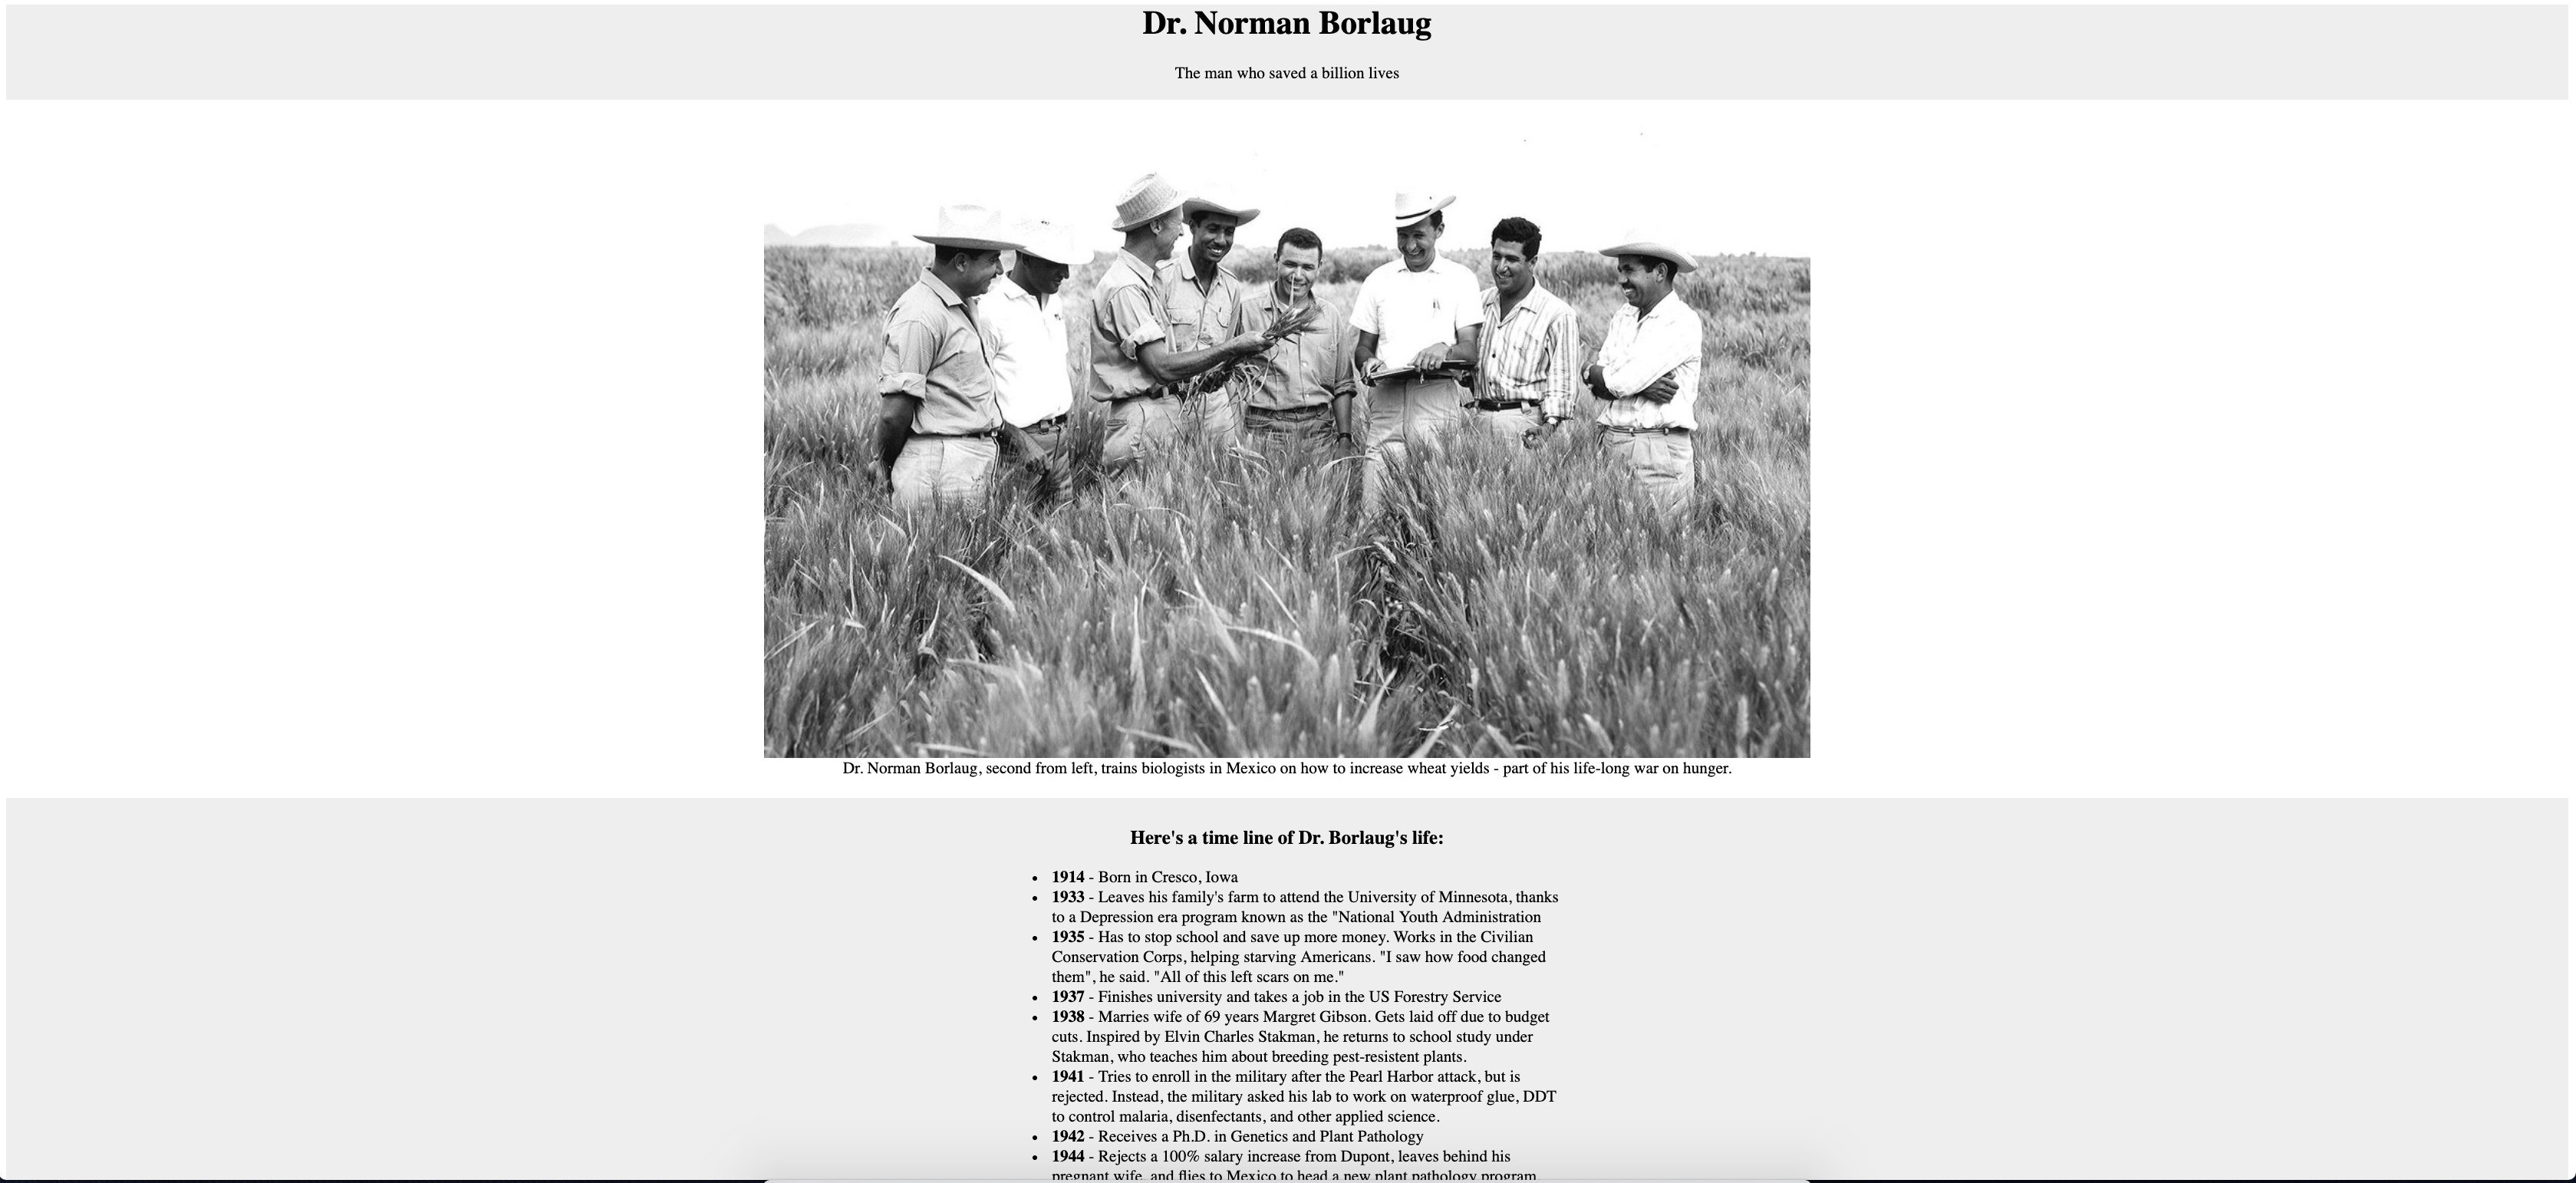 Dr. Norman Borlaug
The man who saved a billion lives
Dr. Norman Borlaug, second from left, trains biologists in Mexico on how to increase wheat yields - part of his life-long war on hunger.
Here's a time line of Dr. Borlaug's life:
• 1914 - Born in Cresco, Iowa
• 1933 - Leaves his family's farm to attend the University of Minnesota, thanks
to a Depression era program known as the "National Youth Administration
• 1935 - Has to stop school and save up more money. Works in the Civilian
Conservation Corps, helping starving Americans. "I saw how food changed
them", he said. "All of this left scars on me."
• 1937 - Finishes university and takes a job in the US Forestry Service
• 1938 - Marries wife of 69 years Margret Gibson. Gets laid off due to budget
cuts. Inspired by Elvin Charles Stakman, he returns to school study under
Stakman, who teaches him about breeding pest-resistent plants.
• 1941 - Tries to enroll in the military after the Pearl Harbor attack, but is
rejected. Instead, the military asked his lab to work on waterproof glue, DDT
to control malaria, disenfectants, and other applied science.
• 1942 - Receives a Ph.D. in Genetics and Plant Pathology
• 1944 - Rejects a 100% salary increase from Dupont, leaves behind his
pregnant wife, and flies to Mexico to head a new plant pathology program.